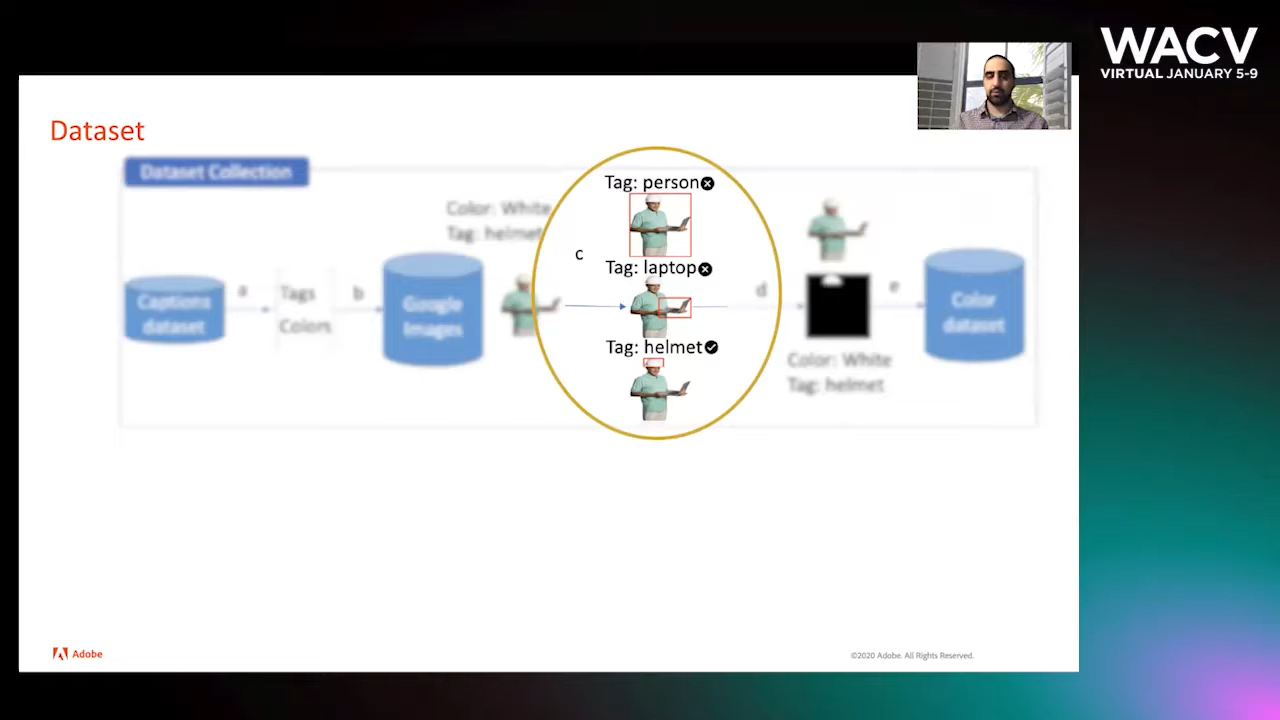 WACV
VIRTUAL JANUARY 5-9
Dataset
Dataset Collection
Color: White
Tag: helmet
Tag: person
c
Tag: laptop
Tag: helmet
Captions
dataset
a
Tags
Colors
b
Google
Images
d
Color: White
Tag: helmet
e
Color
dataset
Adobe
©2020 Adobe. All Rights Reserved.